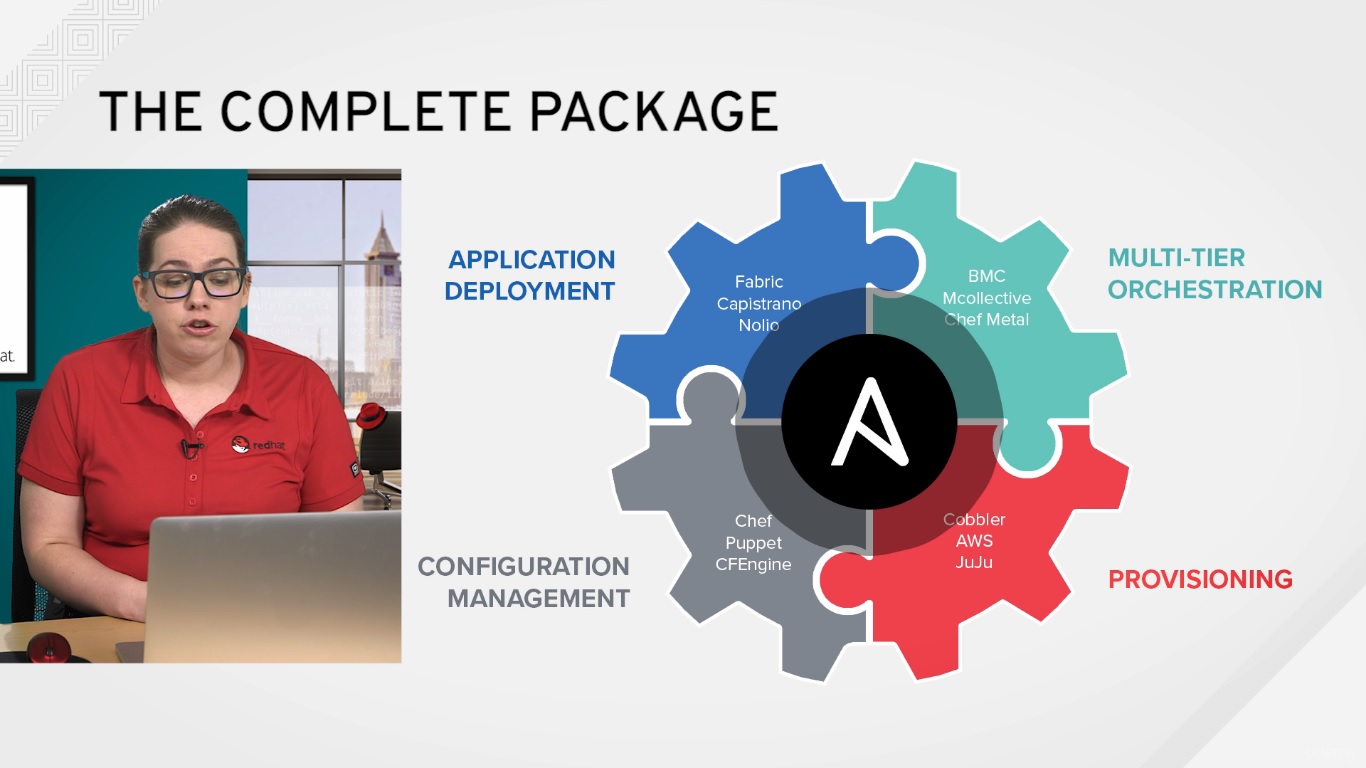 THE COMPLETE PACKAGE
at.
redhat
APPLICATION
DEPLOYMENT
Fabric
Capistrano
Nolio
BMC
Mcollective
Chef Metal
MULTI-TIER
ORCHESTRATION
CONFIGURATION
MANAGEMENT
Chef
Puppet
CFEngine
Cobbler
AWS
JuJu
PROVISIONING